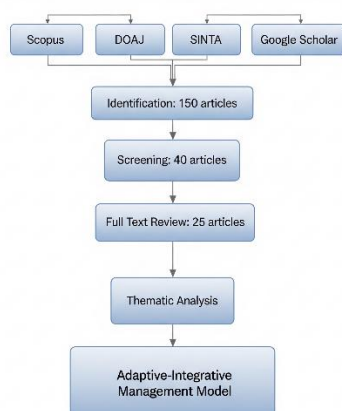 Scopus
DOAJ
SINTA
Google Scholar
Identification: 150 articles
Screening: 40 articles
Full Text Review: 25 articles
Thematic Analysis
Adaptive-Integrative
Management Model